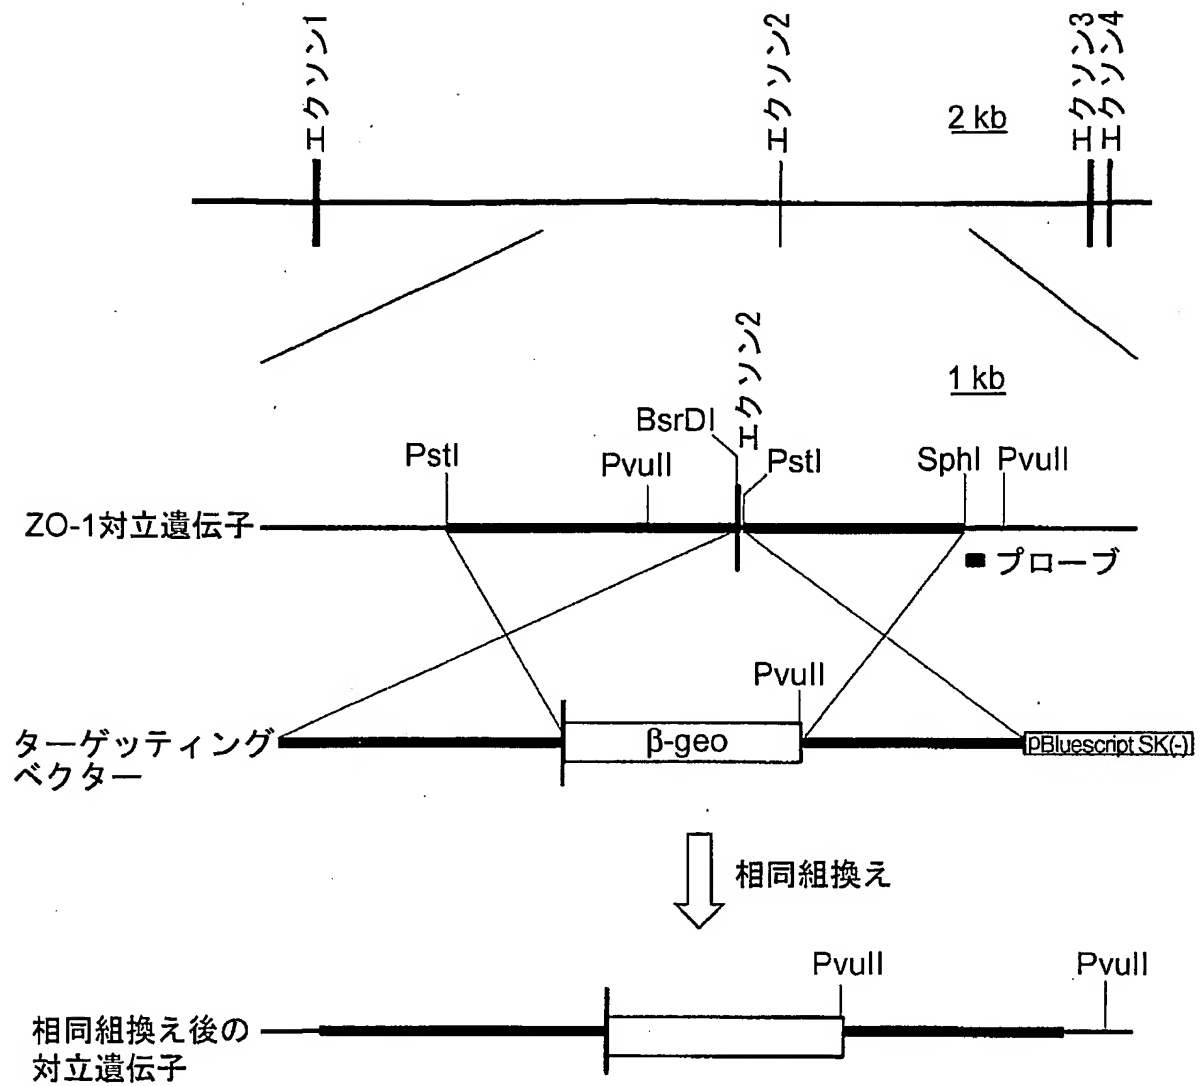 エクソン1
エクソン2
エクソン3
エクソン4
2 kb
1 kb
エクソン2
BsrDI
PstI
PvuII
PstI
SphI
PvuII
ZO-1対立遺伝子
プローブ
PvuII
ターゲッティング
ベクター
β-geo
pBluescript SK(-)
相同組換え
PvuII
PvuII
相同組換え後の
対立遺伝子